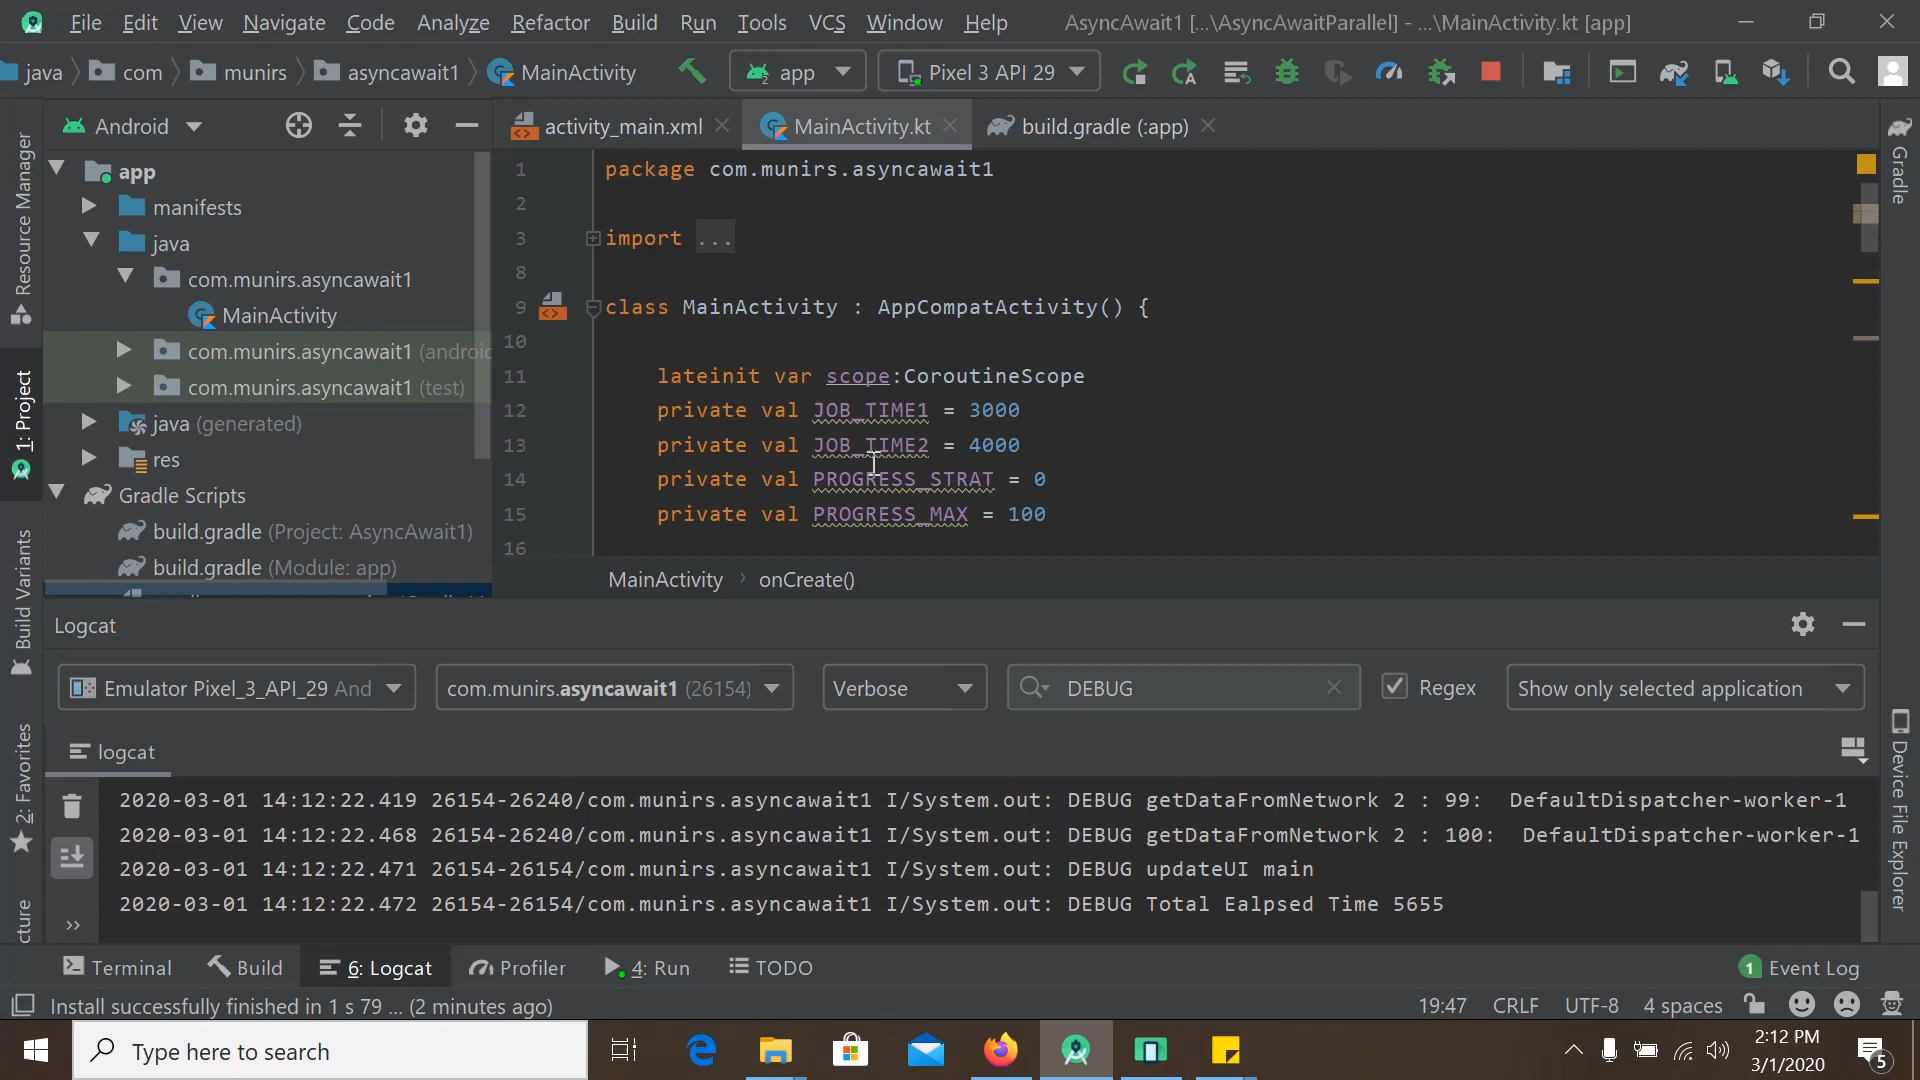 File Edit View Navigate Code Analyze Refactor Build Run Tools VCS Window Help AsyncAwait1 [...\AsyncAwaitParallel] - ...\MainActivity.kt [app]
java com munirs asyncawait1 MainActivity app Pixel 3 API 29
Android activity_main.xml MainActivity.kt build.gradle (:app)
Resource Manager
1: Project
Build Variants
2: Favorites
cture
app
manifests
java
com.munirs.asyncawait1
MainActivity
com.munirs.asyncawait1 (androi
com.munirs.asyncawait1 (test)
java (generated)
res
Gradle Scripts
build.gradle (Project: AsyncAwait1)
build.gradle (Module: app)
1 package com.munirs.asyncawait1
2
3 import ...
8
9 class MainActivity : AppCompatActivity() {
10
11 lateinit var scope:CoroutineScope
12 private val JOB_TIME1 = 3000
13 private val JOB_TIME2 = 4000
14 private val PROGRESS_STRAT = 0
15 private val PROGRESS_MAX = 100
16
MainActivity onCreate()
Gradle
Device File Explorer
Logcat
Emulator Pixel_3_API_29 And com.munirs.asyncawait1 (26154) Verbose DEBUG Regex Show only selected application
logcat
2020-03-01 14:12:22.419 26154-26240/com.munirs.asyncawait1 I/System.out: DEBUG getDataFromNetwork 2 : 99:  DefaultDispatcher-worker-1
2020-03-01 14:12:22.468 26154-26240/com.munirs.asyncawait1 I/System.out: DEBUG getDataFromNetwork 2 : 100:  DefaultDispatcher-worker-1
2020-03-01 14:12:22.471 26154-26154/com.munirs.asyncawait1 I/System.out: DEBUG updateUI main
2020-03-01 14:12:22.472 26154-26154/com.munirs.asyncawait1 I/System.out: DEBUG Total Ealpsed Time 5655
Terminal Build 6: Logcat Profiler 4: Run TODO 1 Event Log
Install successfully finished in 1 s 79 ... (2 minutes ago) 19:47 CRLF UTF-8 4 spaces
Type here to search
2:12 PM
3/1/2020
5